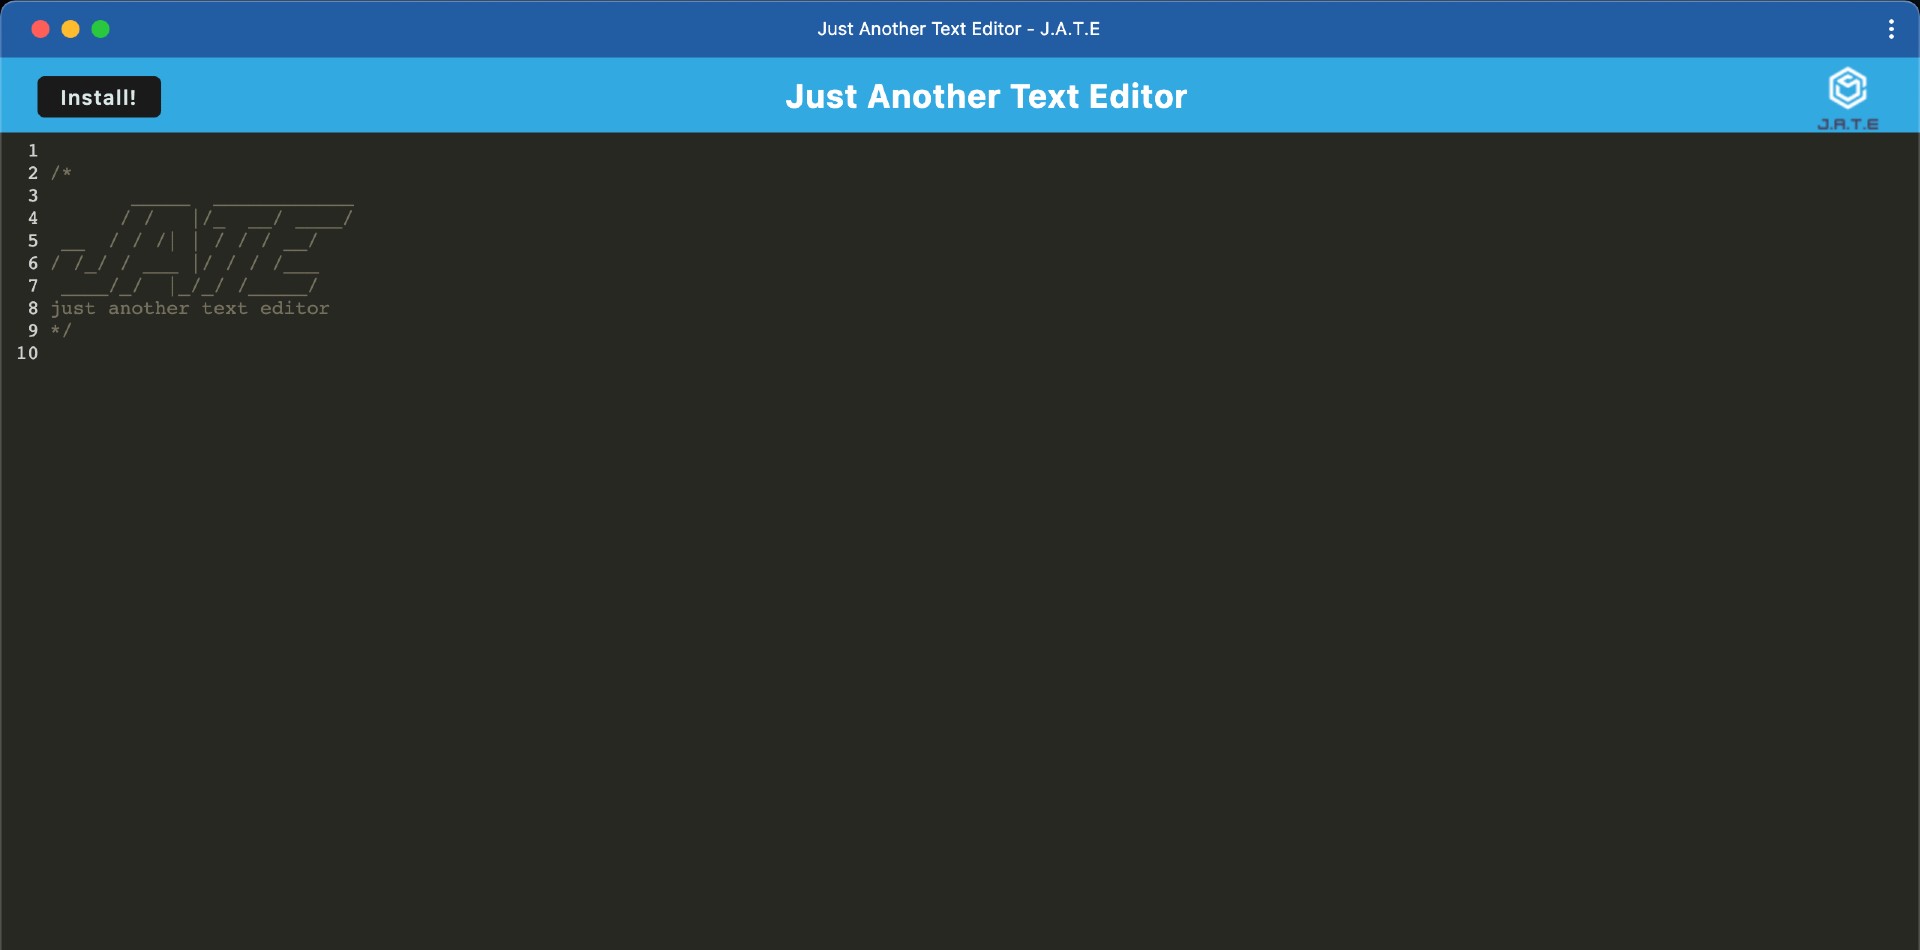 Just Another Text Editor - J.A.T.E
Install!
Just Another Text Editor
J.A.T.E
1
2 /*
3        _____  ____________
4       / /   |/_  __/ ____/
5  __  / / /| | / / / __/
6 / /_/ / ___ |/ / / /___
7  ____/_/  |_/_/ /_____/
8 just another text editor
9 */
10